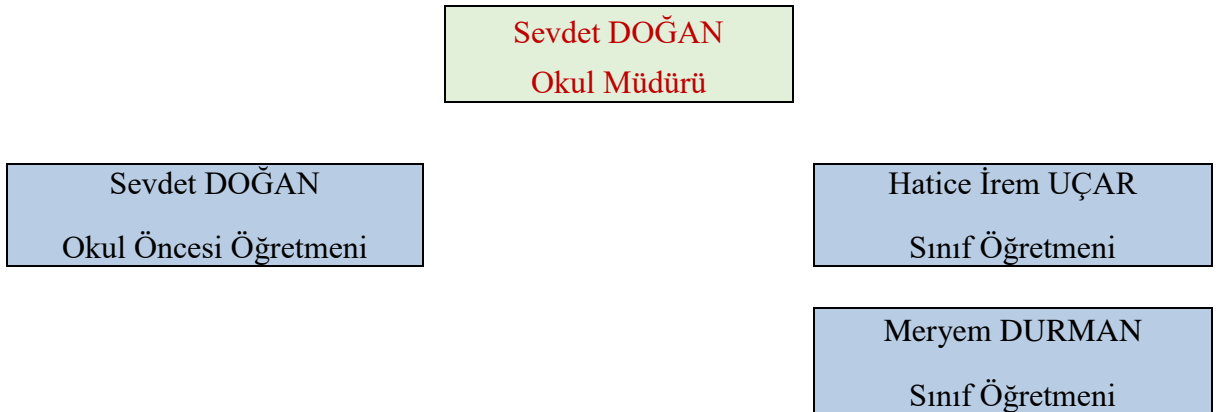 Sevdet DOĞAN
Okul Müdürü
Sevdet DOĞAN
Okul Öncesi Öğretmeni
Hatice İrem UÇAR
Sınıf Öğretmeni
Meryem DURMAN
Sınıf Öğretmeni